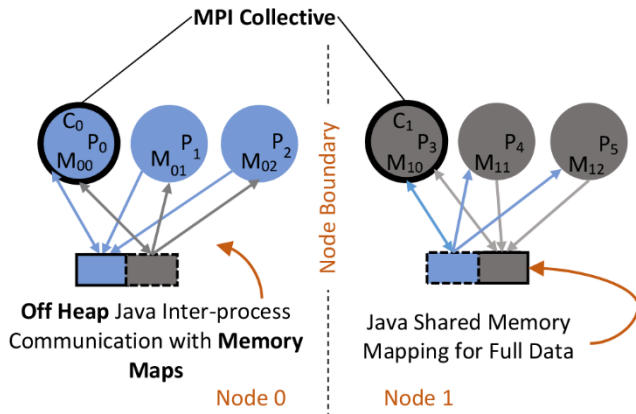 MPI Collective
C0
P0
M00
P1
M01
P2
M02
C1
P3
M10
P4
M11
P5
M12
Node Boundary
Off Heap Java Inter-process
Communication with Memory
Maps
Java Shared Memory
Mapping for Full Data
Node 0
Node 1